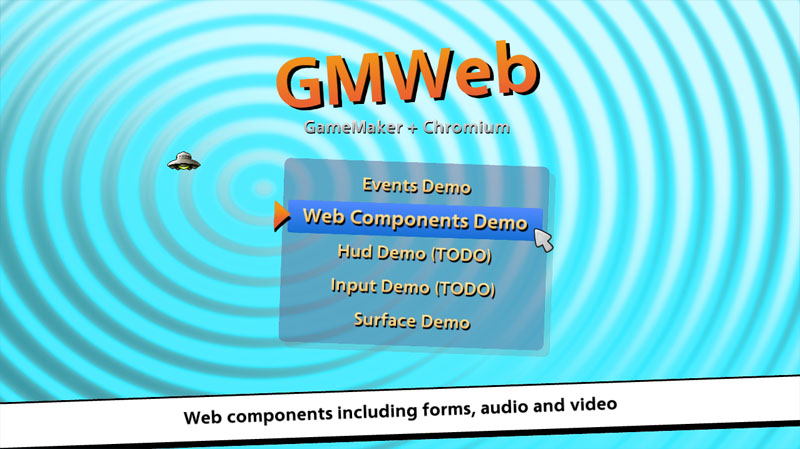 GMWeb
GameMaker + Chromium
Events Demo
Web Components Demo
Hud Demo (TODO)
Input Demo (TODO)
Surface Demo
Web components including forms, audio and video